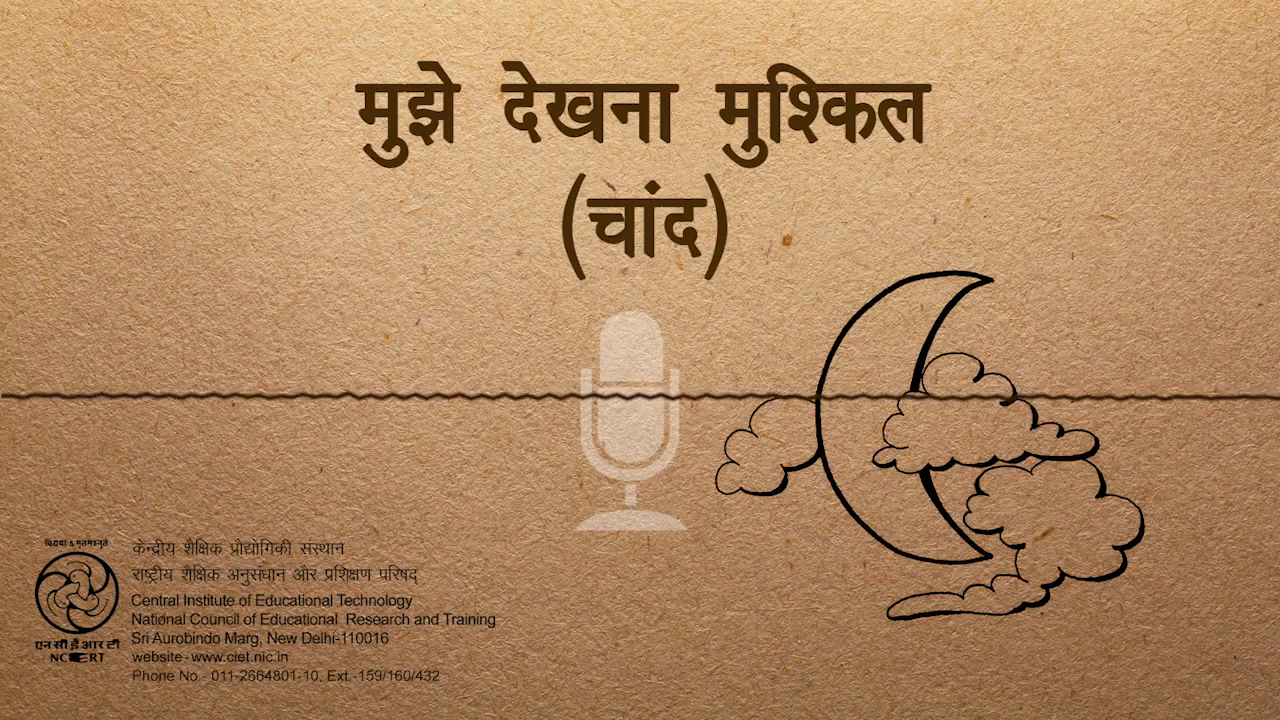 मुझे देखना मुश्किल
(चांद)
विद्यया ऽ मृतमश्नुते
एन सी ई आर टी
NCERT
केन्द्रीय शैक्षिक प्रौद्योगिकी संस्थान
राष्ट्रीय शैक्षिक अनुसंधान और प्रशिक्षण परिषद्
Central Institute of Educational Technology
National Council of Educational Research and Training
Sri Aurobindo Marg, New Delhi-110016
website - www.ciet.nic.in
Phone No - 011-2664801-10, Ext.-159/160/432